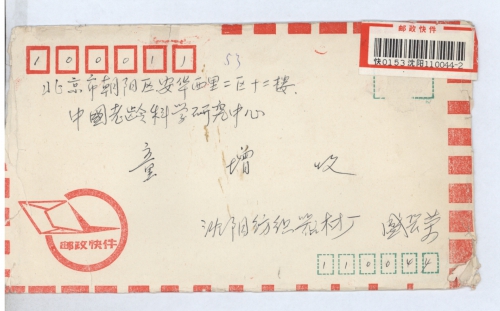 邮政快件
快0153沈阳110044-2
100011
53
北京市朝阳区安华西里二区十二楼.
中国老龄科学研究中心
童增 收
沈阳纺织器材厂
110044
邮政快件